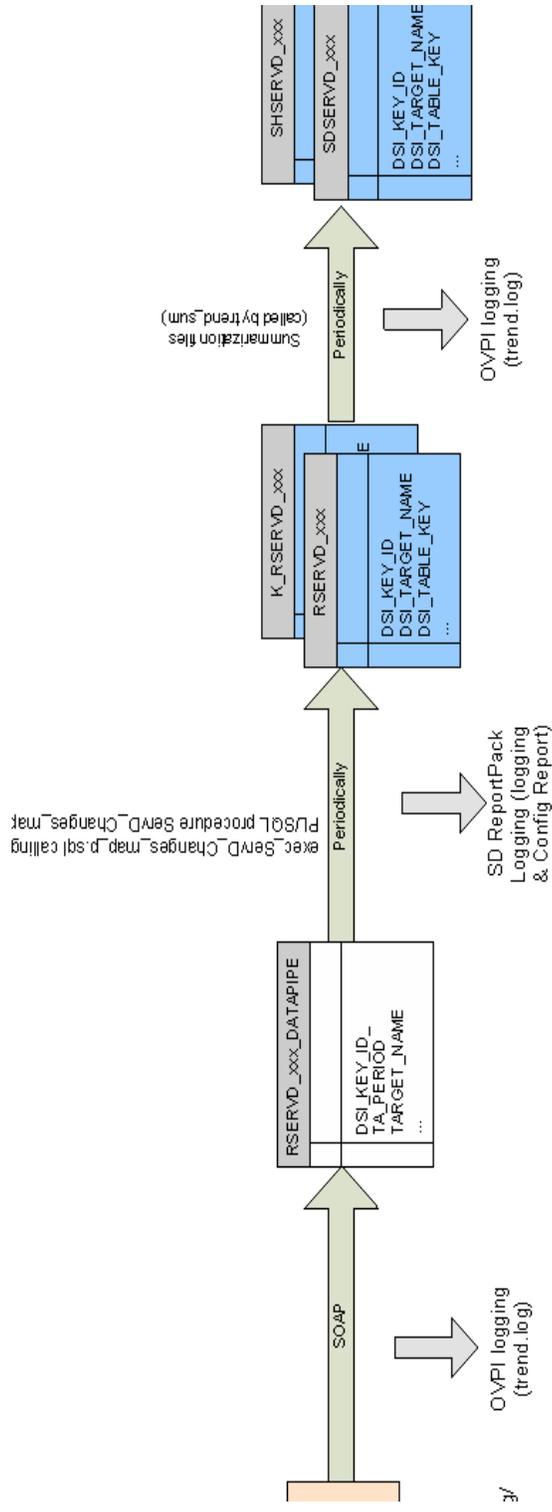 SOAP
OVPI logging
(trend.log)
RSERVD_xxx_DATAPIPE
DSI_KEY_ID_
TA_PERIOD
TARGET_NAME
...
exec_ServD_Changes_map_p.sql calling
PL/SQL procedure ServD_Changes_map
Periodically
SD ReportPack
Logging (logging
& Config Report)
K_RSERVD_xxx
E
RSERVD_xxx
DSI_KEY_ID
DSI_TARGET_NAME
DSI_TABLE_KEY
...
Summarization files
(called by trend_sum)
Periodically
OVPI logging
(trend.log)
SHSERVD_xxx
SDSERVD_xxx
DSI_KEY_ID
DSI_TARGET_NAM
DSI_TABLE_KEY
...
g/